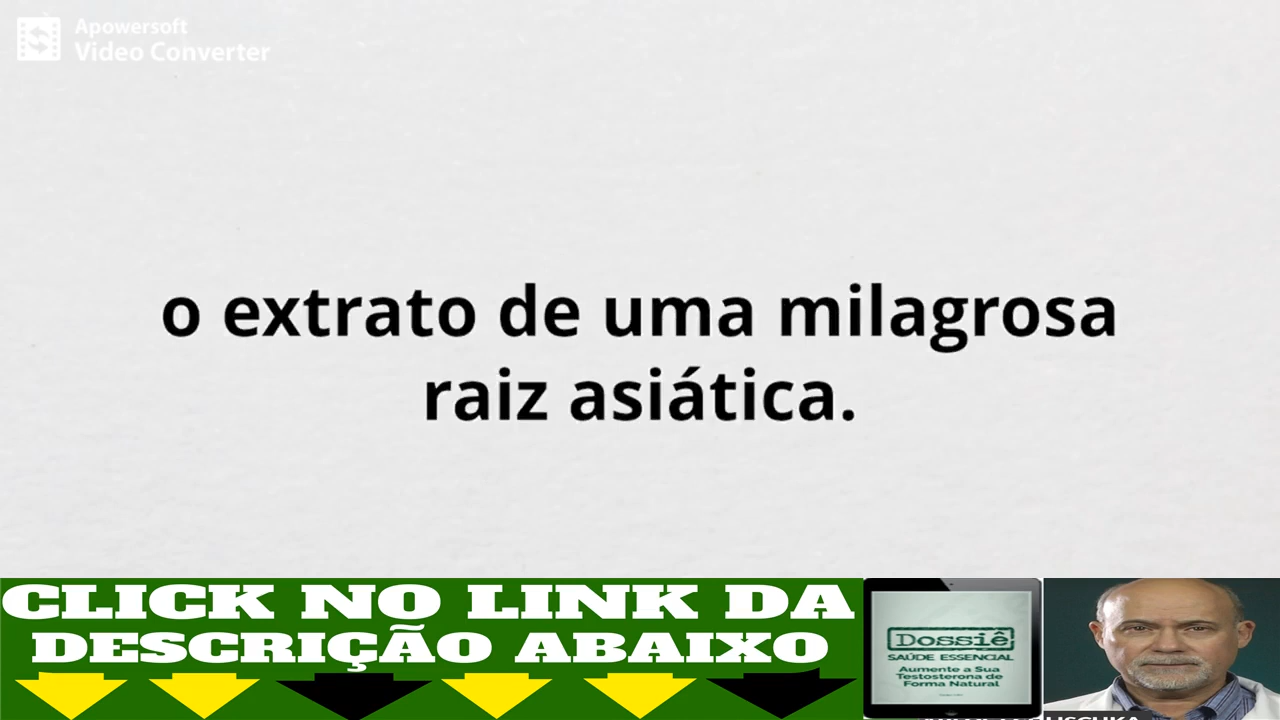 Apowersoft
Video Converter
o extrato de uma milagrosa
raiz asiática.
CLICK NO LINK DA
DESCRIÇÃO ABAIXO
Dossiê
SAÚDE ESSENCIAL
Aumente a Sua
Testosterona de
Forma Natural